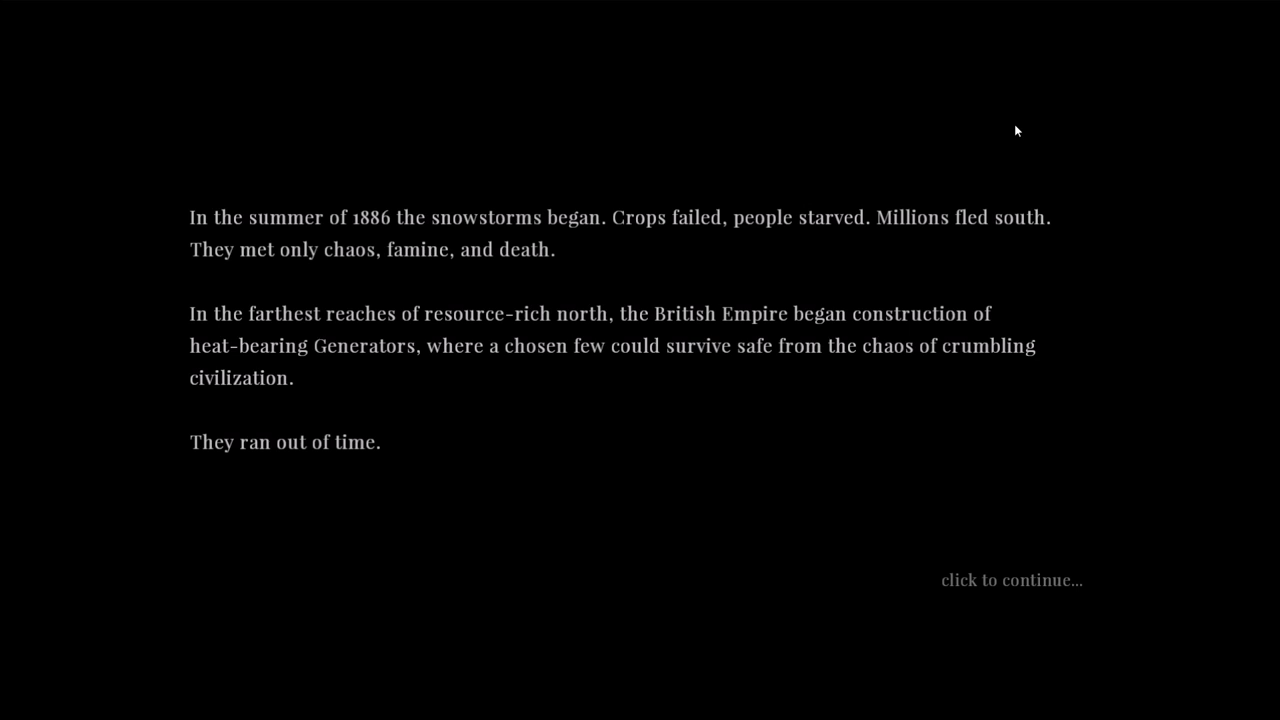 In the summer of 1886 the snowstorms began. Crops failed, people starved. Millions fled south.
They met only chaos, famine, and death.
In the farthest reaches of resource-rich north, the British Empire began construction of
heat-bearing Generators, where a chosen few could survive safe from the chaos of crumbling
civilization.
They ran out of time.
click to continue...